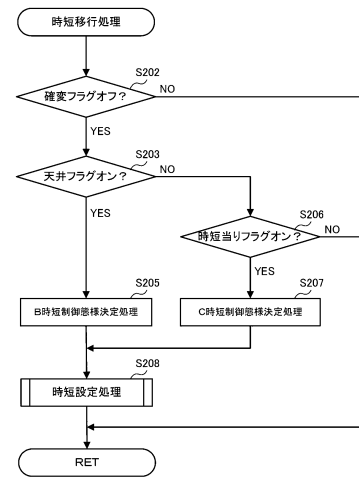 時短移行処理
S202
確変フラグオフ？
NO
YES
S203
天井フラグオン？
NO
YES
S206
時短当りフラグオン？
NO
YES
S205
B時短制御態様決定処理
S207
C時短制御態様決定処理
S208
時短設定処理
RET